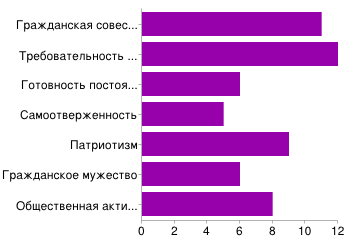 Гражданская совес...
Требовательность ...
Готовность постоя...
Самоотверженность
Патриотизм
Гражданское мужество
Общественная акти...
0 2 4 6 8 10 12